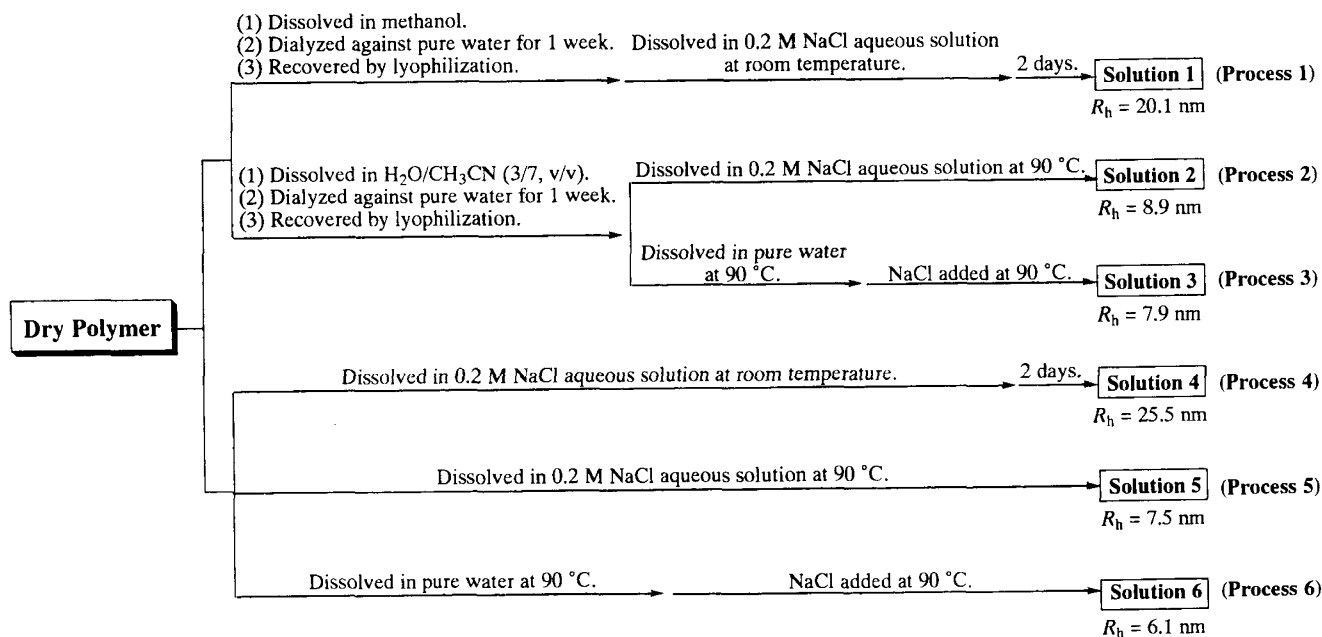 (1) Dissolved in methanol.
(2) Dialyzed against pure water for 1 week.
(3) Recovered by lyophilization.
Dissolved in 0.2 M NaCl aqueous solution
at room temperature.
2 days.
Solution 1 (Process 1)
Rh = 20.1 nm
(1) Dissolved in H2O/CH3CN (3/7, v/v).
(2) Dialyzed against pure water for 1 week.
(3) Recovered by lyophilization.
Dissolved in 0.2 M NaCl aqueous solution at 90 °C.
Solution 2 (Process 2)
Rh = 8.9 nm
Dissolved in pure water
at 90 °C.
NaCl added at 90 °C.
Solution 3 (Process 3)
Rh = 7.9 nm
Dry Polymer
Dissolved in 0.2 M NaCl aqueous solution at room temperature.
2 days.
Solution 4 (Process 4)
Rh = 25.5 nm
Dissolved in 0.2 M NaCl aqueous solution at 90 °C.
Solution 5 (Process 5)
Rh = 7.5 nm
Dissolved in pure water at 90 °C.
NaCl added at 90 °C.
Solution 6 (Process 6)
Rh = 6.1 nm